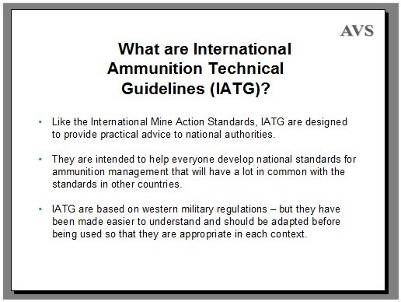 AVS
What are International
Ammunition Technical
Guidelines (IATG)?
• Like the International Mine Action Standards, IATG are designed
to provide practical advice to national authorities.
• They are intended to help everyone develop national standards for
ammunition management that will have a lot in common with the
standards in other countries.
• IATG are based on western military regulations – but they have
been made easier to understand and should be adapted before
being used so that they are appropriate in each context.